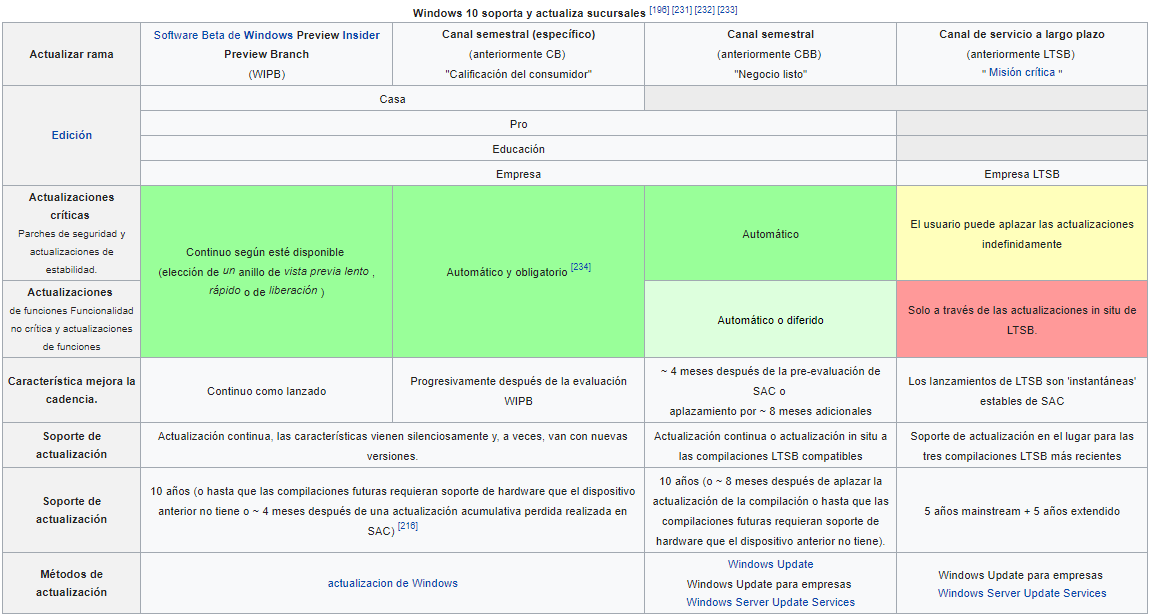 Windows 10 soporta y actualiza sucursales [196] [231] [232] [233]
Actualizar rama
Software Beta de Windows Preview Insider
Preview Branch
(WIPB)
Canal semestral (específico)
(anteriormente CB)
"Calificación del consumidor"
Canal semestral
(anteriormente CBB)
"Negocio listo"
Canal de servicio a largo plazo
(anteriormente LTSB)
" Misión crítica "
Edición
Casa
Pro
Educación
Empresa
Empresa LTSB
Actualizaciones
críticas
Parches de seguridad y
actualizaciones de
estabilidad.
Continuo según esté disponible
(elección de un anillo de vista previa lento ,
rápido o de liberación )
Automático y obligatorio [234]
Automático
El usuario puede aplazar las actualizaciones
indefinidamente
Actualizaciones
de funciones Funcionalidad
no crítica y actualizaciones
de funciones
Automático o diferido
Solo a través de las actualizaciones in situ de
LTSB.
Característica mejora la
cadencia.
Continuo como lanzado
Progresivamente después de la evaluación
WIPB
~ 4 meses después de la pre-evaluación de
SAC o
aplazamiento por ~ 8 meses adicionales
Los lanzamientos de LTSB son 'instantáneas'
estables de SAC
Soporte de
actualización
Actualización continua, las características vienen silenciosamente y, a veces, van con nuevas
versiones.
Actualización continua o actualización in situ a
las compilaciones LTSB compatibles
Soporte de actualización en el lugar para las
tres compilaciones LTSB más recientes
Soporte de
actualización
10 años (o hasta que las compilaciones futuras requieran soporte de hardware que el dispositivo
anterior no tiene o ~ 4 meses después de una actualización acumulativa perdida realizada en
SAC) [216]
10 años (o ~ 8 meses después de aplazar la
actualización de la compilación o hasta que las
compilaciones futuras requieran soporte de
hardware que el dispositivo anterior no tiene).
5 años mainstream + 5 años extendido
Métodos de
actualización
actualizacion de Windows
Windows Update
Windows Update para empresas
Windows Server Update Services
Windows Update para empresas
Windows Server Update Services